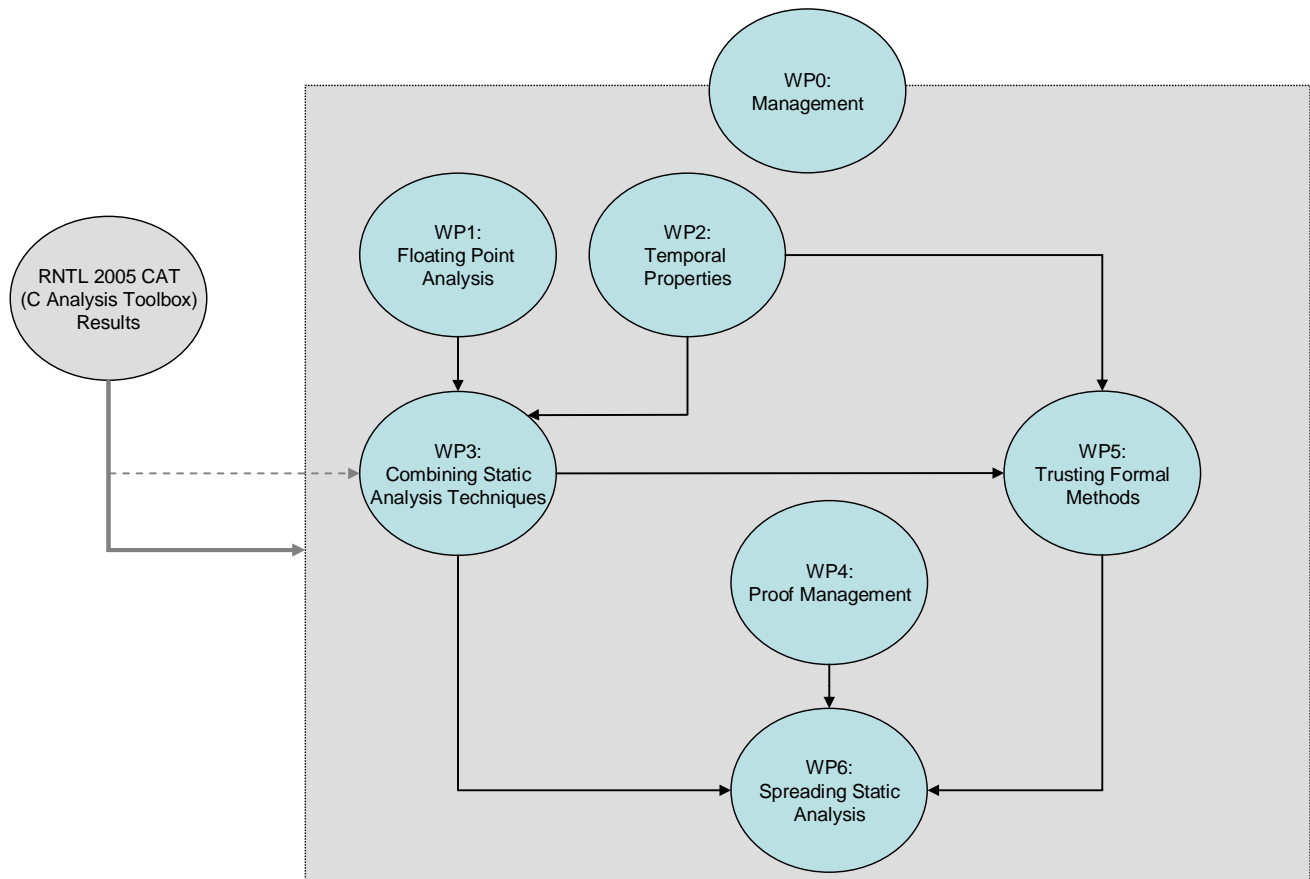 WP0:
Management
WP1:
Floating Point
Analysis
WP2:
Temporal
Properties
RNTL 2005 CAT
(C Analysis Toolbox)
Results
WP3:
Combining Static
Analysis Techniques
WP5:
Trusting Formal
Methods
WP4:
Proof Management
WP6:
Spreading Static
Analysis